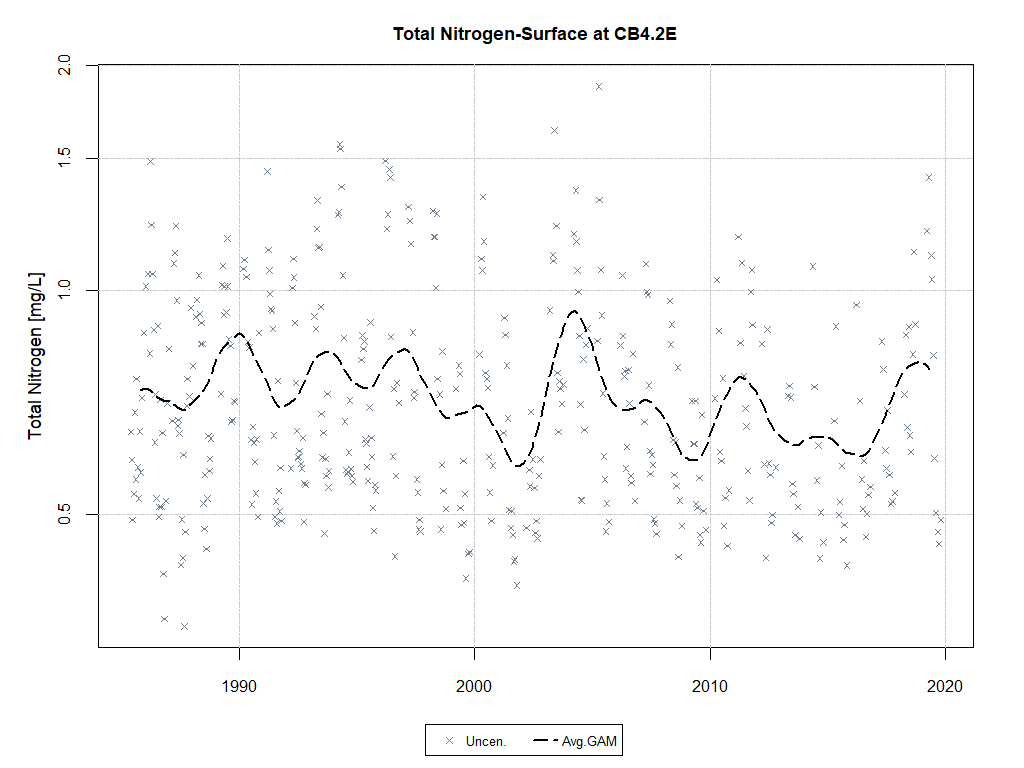 Total Nitrogen-Surface at CB4.2E
Total Nitrogen [mg/L]
2.0
1.5
1.0
0.5
1990 2000 2010 2020
Uncen. Avg.GAM